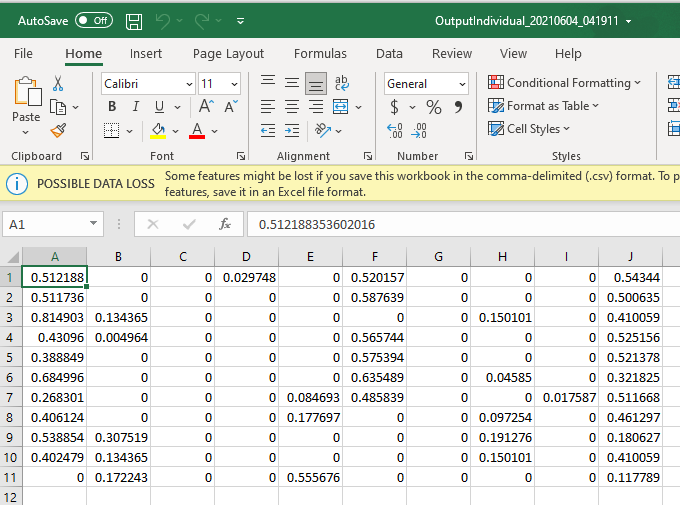 AutoSave Off OutputIndividual_20210604_041911
File Home Insert Page Layout Formulas Data Review View Help
Paste Calibri 11 General Conditional Formatting
B I U A A ab c $ % 9 Format as Table
A Cell Styles
Clipboard Font Alignment Number Styles
POSSIBLE DATA LOSS Some features might be lost if you save this workbook in the comma-delimited (.csv) format. To p
features, save it in an Excel file format.
A1 fx 0.512188353602016
A B C D E F G H I J
1 0.512188 0 0 0.029748 0 0.520157 0 0 0 0.54344
2 0.511736 0 0 0 0 0.587639 0 0 0 0.500635
3 0.814903 0.134365 0 0 0 0 0 0.150101 0 0.410059
4 0.43096 0.004964 0 0 0 0.565744 0 0 0 0.525156
5 0.388849 0 0 0 0 0.575394 0 0 0 0.521378
6 0.684996 0 0 0 0 0.635489 0 0.04585 0 0.321825
7 0.268301 0 0 0 0.084693 0.485839 0 0 0.017587 0.511668
8 0.406124 0 0 0 0.177697 0 0 0.097254 0 0.461297
9 0.538854 0.307519 0 0 0 0 0 0.191276 0 0.180627
10 0.402479 0.134365 0 0 0 0 0 0.150101 0 0.410059
11 0 0.172243 0 0 0.555676 0 0 0 0 0.117789
12